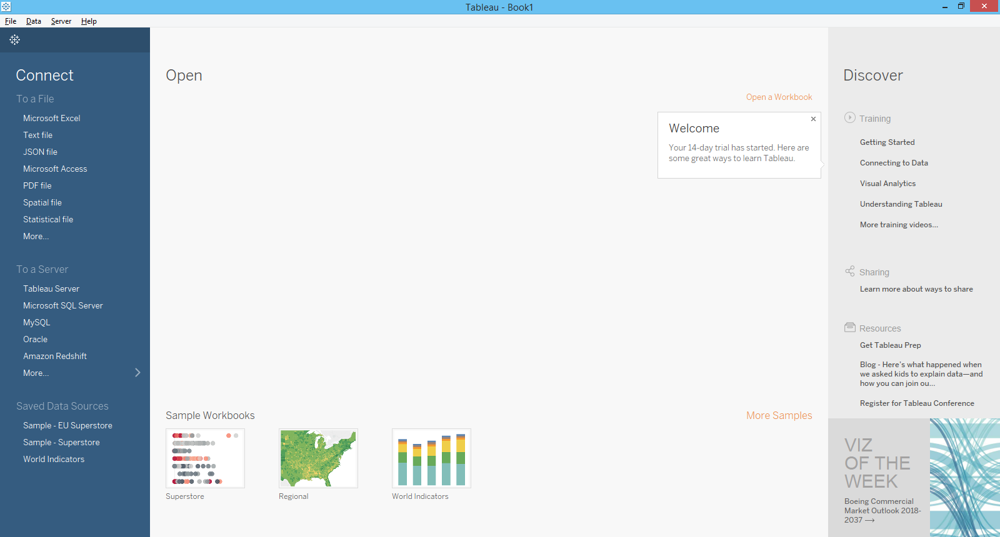 Tableau - Book1
File Data Server Help
Connect
To a File
Microsoft Excel
Text file
JSON file
Microsoft Access
PDF file
Spatial file
Statistical file
More...
To a Server
Tableau Server
Microsoft SQL Server
MySQL
Oracle
Amazon Redshift
More...
Saved Data Sources
Sample - EU Superstore
Sample - Superstore
World Indicators
Open
Open a Workbook
Welcome
Your 14-day trial has started. Here are
some great ways to learn Tableau.
Sample Workbooks
More Samples
Superstore
Regional
World Indicators
Discover
Training
Getting Started
Connecting to Data
Visual Analytics
Understanding Tableau
More training videos...
Sharing
Learn more about ways to share
Resources
Get Tableau Prep
Blog - Here's what happened when
we asked kids to explain data—and
how you can join ou...
Register for Tableau Conference
VIZ
OF THE
WEEK
Boeing Commercial
Market Outlook 2018-
2037 →